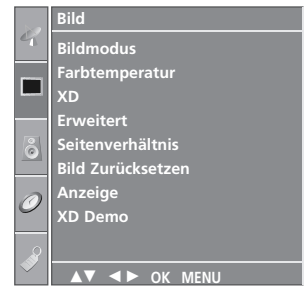 Bild
Bildmodus
Farbtemperatur
XD
Erweitert
Seitenverhältnis
Bild Zurücksetzen
Anzeige
XD Demo
▲▼ ◄► OK MENU